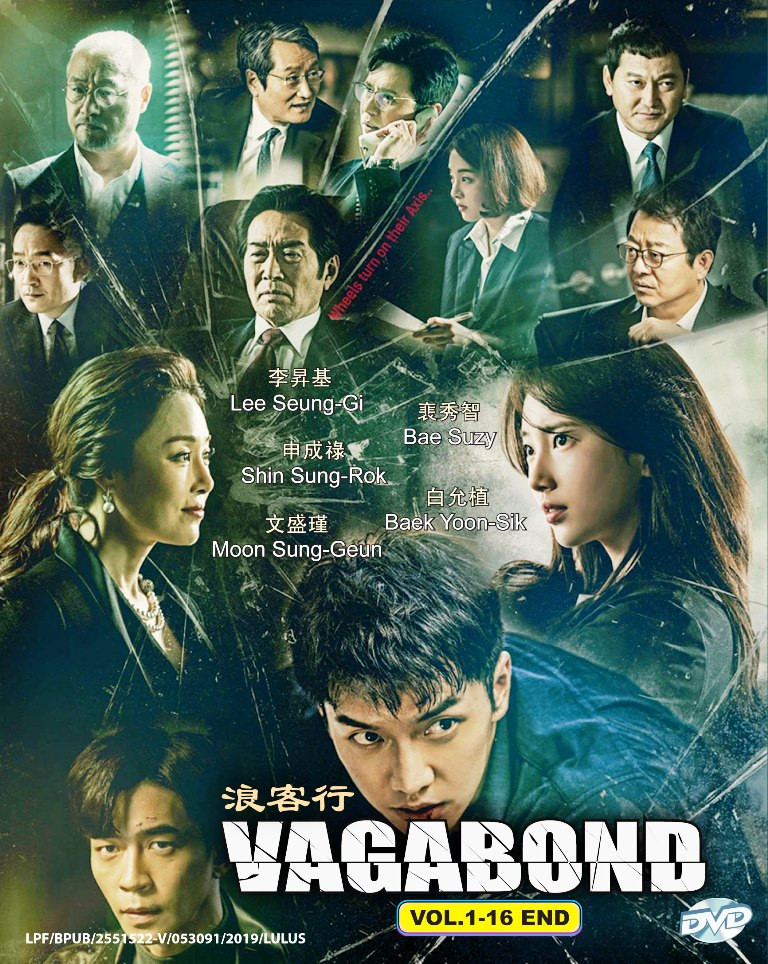 Wheels turn on their Axis..
李昇基
Lee Seung-Gi
裴秀智
Bae Suzy
申成祿
Shin Sung-Rok
白允植
Baek Yoon-Sik
文盛瑾
Moon Sung-Geun
浪客行
VAGABOND
VOL.1-16 END
DVD
LPF/BPUB/2551522-V/053091/2019/LULUS